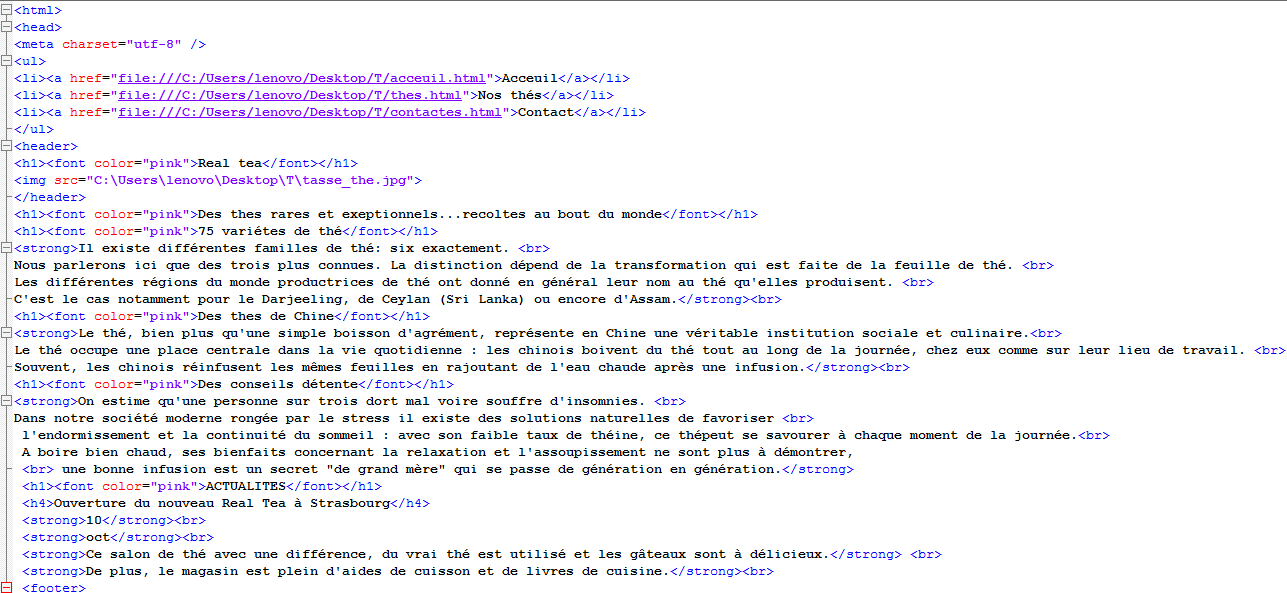 <html>
<head>
<meta charset="utf-8" />
<ul>
<li><a href="file:///C:/Users/lenovo/Desktop/T/acceuil.html">Acceuil</a></li>
<li><a href="file:///C:/Users/lenovo/Desktop/T/thes.html">Nos thés</a></li>
<li><a href="file:///C:/Users/lenovo/Desktop/T/contactes.html">Contact</a></li>
</ul>
<header>
<h1><font color="pink">Real tea</font></h1>
<img src="C:\Users\lenovo\Desktop\T\tasse_the.jpg">
</header>
<h1><font color="pink">Des thes rares et exeptionnels...recoltes au bout du monde</font></h1>
<h1><font color="pink">75 variétes de thé</font></h1>
<strong>Il existe différentes familles de thé: six exactement. <br>
Nous parlerons ici que des trois plus connues. La distinction dépend de la transformation qui est faite de la feuille de thé. <br>
Les différentes régions du monde productrices de thé ont donné en général leur nom au thé qu'elles produisent. <br>
C'est le cas notamment pour le Darjeeling, de Ceylan (Sri Lanka) ou encore d'Assam.</strong><br>
<h1><font color="pink">Des thes de Chine</font></h1>
<strong>Le thé, bien plus qu'une simple boisson d'agrément, représente en Chine une véritable institution sociale et culinaire.<br>
Le thé occupe une place centrale dans la vie quotidienne : les chinois boivent du thé tout au long de la journée, chez eux comme sur leur lieu de travail. <br>
Souvent, les chinois réinfusent les mêmes feuilles en rajoutant de l'eau chaude après une infusion.</strong><br>
<h1><font color="pink">Des conseils détente</font></h1>
<strong>On estime qu'une personne sur trois dort mal voire souffre d'insomnies. <br>
Dans notre société moderne rongée par le stress il existe des solutions naturelles de favoriser <br>
l'endormissement et la continuité du sommeil : avec son faible taux de théine, ce thépeut se savourer à chaque moment de la journée.<br>
A boire bien chaud, ses bienfaits concernant la relaxation et l'assoupissement ne sont plus à démontrer,
<br> une bonne infusion est un secret "de grand mère" qui se passe de génération en génération.</strong>
<h1><font color="pink">ACTUALITES</font></h1>
<h4>Ouverture du nouveau Real Tea à Strasbourg</h4>
<strong>10</strong><br>
<strong>oct</strong><br>
<strong>Ce salon de thé avec une différence, du vrai thé est utilisé et les gâteaux sont à délicieux.</strong> <br>
<strong>De plus, le magasin est plein d'aides de cuisson et de livres de cuisine.</strong><br>
<footer>